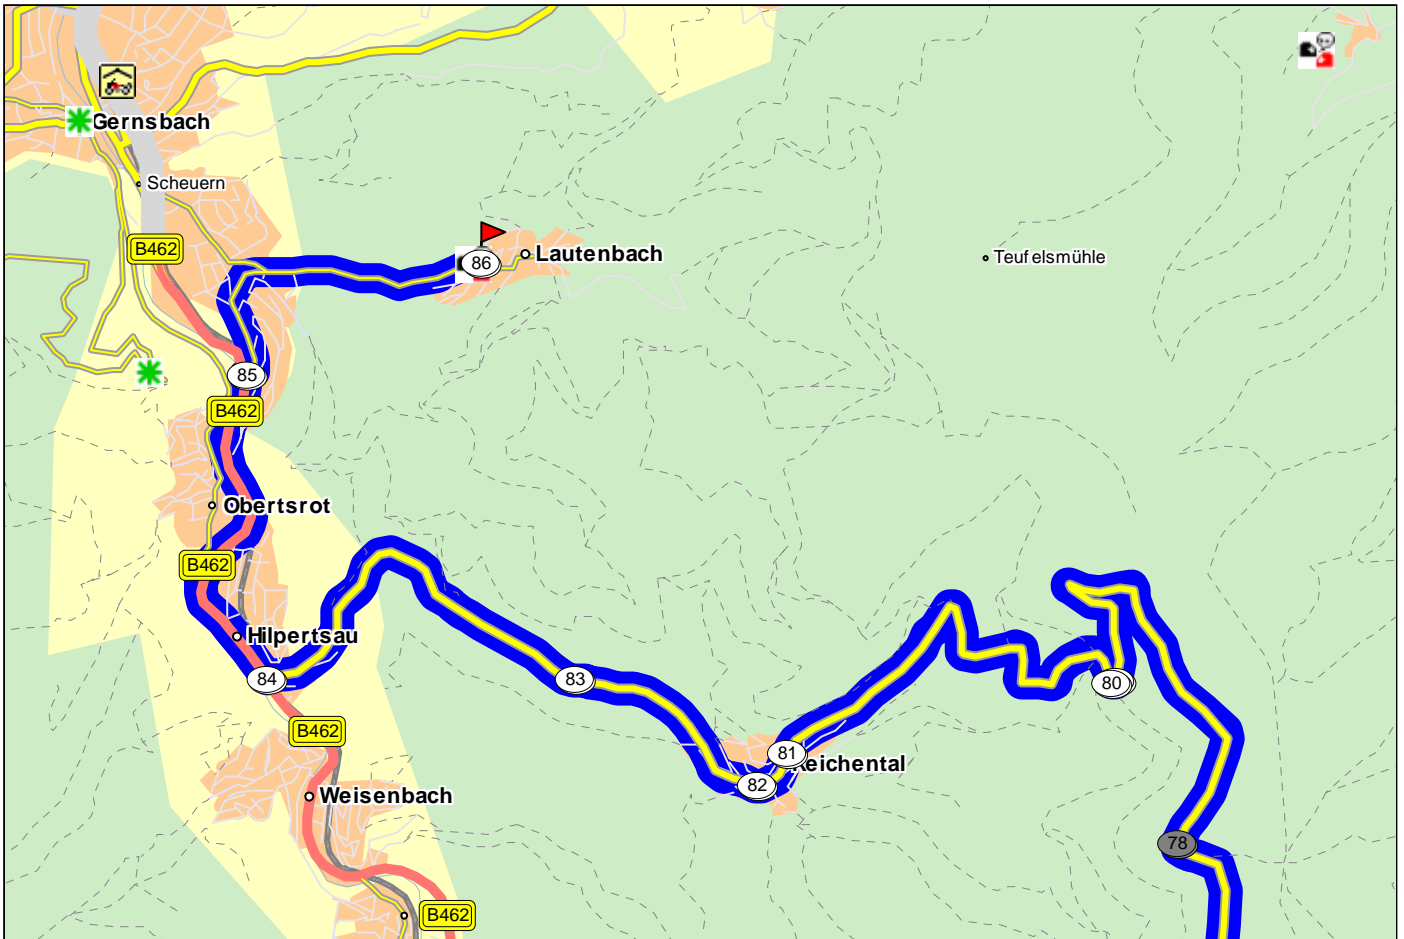 Gernsbach
Scheuern
B462
86
Lautenbach
Teufelsmühle
85
B462
Obertsrot
B462
Hilpertsau
84
83
80
B462
81
Reichental
82
Weisenbach
78
B462